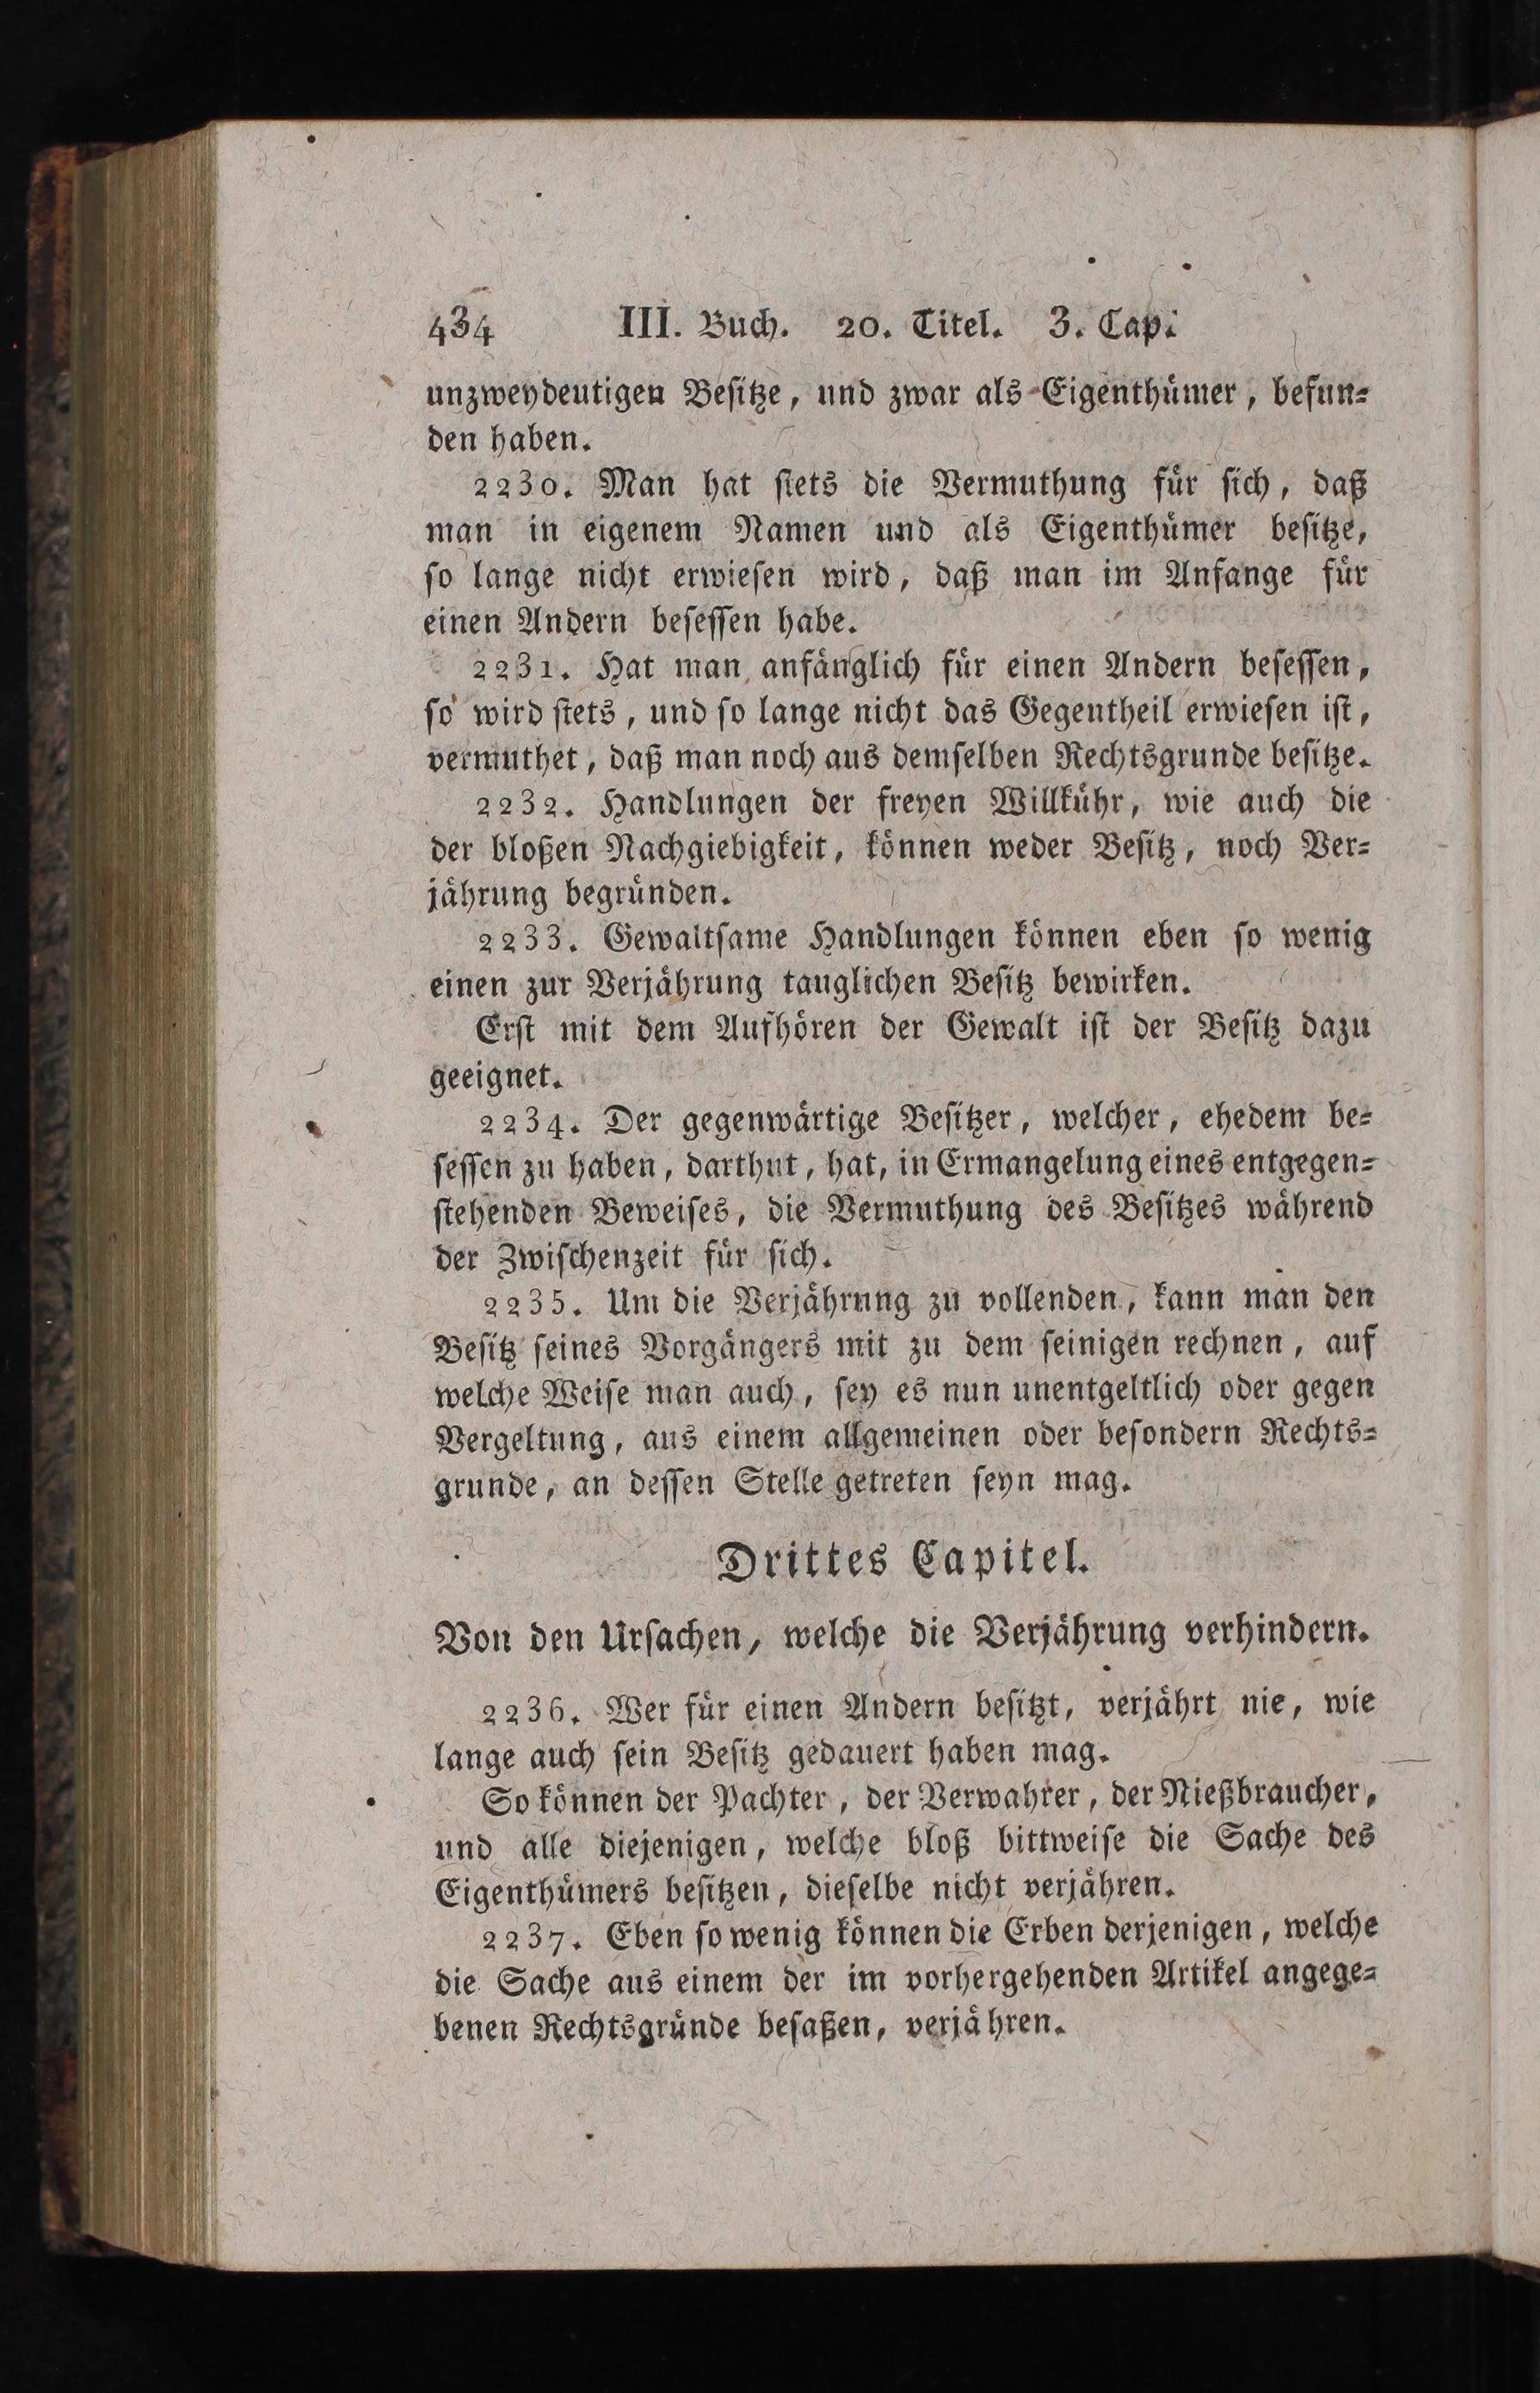 434 III. Buch. 20. Titel. 3. Cap.
unzweydeutigen Beſitze, und zwar als Eigenthümer, befun-
den haben.
2230. Man hat ſtets die Vermuthung für ſich, daß
man in eigenem Namen und als Eigenthümer beſitze,
ſo lange nicht erwieſen wird, daß man im Anfange für
einen Andern beſeſſen habe.
2231. Hat man anfänglich für einen Andern beſeſſen,
ſo wird ſtets, und ſo lange nicht das Gegentheil erwieſen iſt,
vermuthet, daß man noch aus demſelben Rechtsgrunde beſitze.
2232. Handlungen der freyen Willkühr, wie auch die
der bloßen Nachgiebigkeit, können weder Beſitz, noch Ver-
jährung begründen.
2233. Gewaltſame Handlungen können eben ſo wenig
einen zur Verjährung tauglichen Beſitz bewirken.
Erſt mit dem Aufhören der Gewalt iſt der Beſitz dazu
geeignet.
2234. Der gegenwärtige Beſitzer, welcher, ehedem be-
ſeſſen zu haben, darthut, hat, in Ermangelung eines entgegen-
ſtehenden Beweiſes, die Vermuthung des Beſitzes während
der Zwiſchenzeit für ſich.
2235. Um die Verjährung zu vollenden, kann man den
Beſitz ſeines Vorgängers mit zu dem ſeinigen rechnen, auf
welche Weiſe man auch, ſey es nun unentgeltlich oder gegen
Vergeltung, aus einem allgemeinen oder beſondern Rechts-
grunde, an deſſen Stelle getreten ſeyn mag.
Drittes Capitel.
Von den Urſachen, welche die Verjährung verhindern.
2236. Wer für einen Andern beſitzt, verjährt nie, wie
lange auch ſein Beſitz gedauert haben mag.
So können der Pachter, der Verwahrer, der Nießbraucher,
und alle diejenigen, welche bloß bittweiſe die Sache des
Eigenthümers beſitzen, dieſelbe nicht verjähren.
2237. Eben ſo wenig können die Erben derjenigen, welche
die Sache aus einem der im vorhergehenden Artikel angege-
benen Rechtsgründe beſaßen, verjähren.